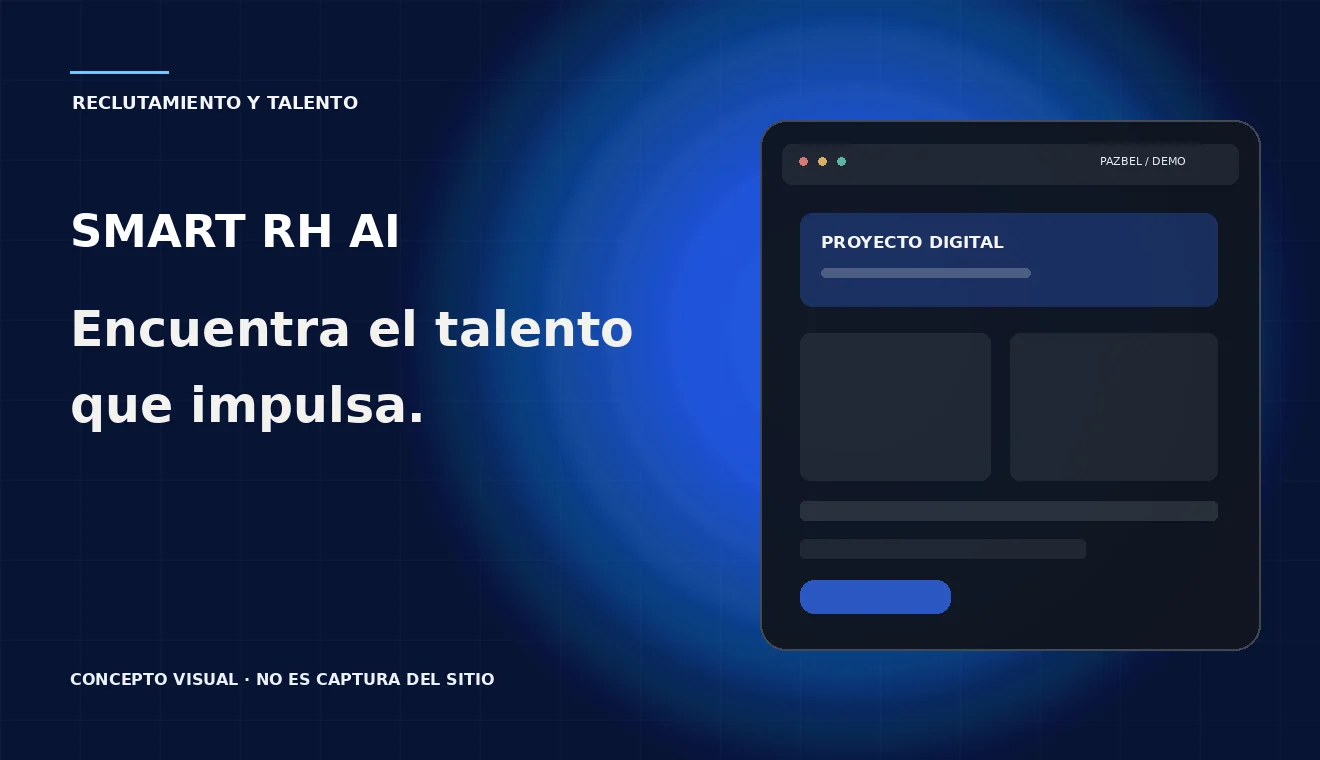 RECLUTAMIENTO Y TALENTO
SMART RH AI
Encuentra el talento
que impulsa.
PAZBEL / DEMO
PROYECTO DIGITAL
CONCEPTO VISUAL · NO ES CAPTURA DEL SITIO